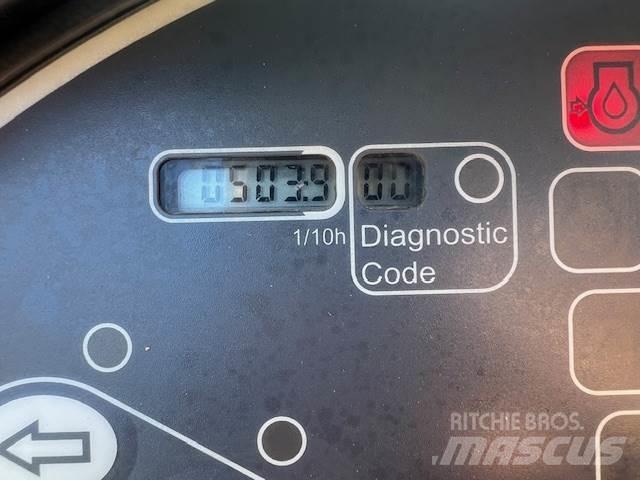 0503.9
00
1/10h
Diagnostic
Code
RITCHIE BROS.
MASCUS